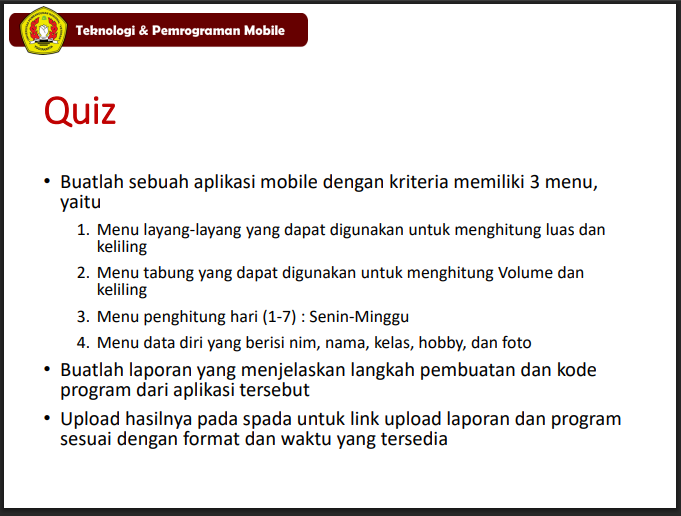 Teknologi & Pemrograman Mobile
Quiz
• Buatlah sebuah aplikasi mobile dengan kriteria memiliki 3 menu,
yaitu
1. Menu layang-layang yang dapat digunakan untuk menghitung luas dan
keliling
2. Menu tabung yang dapat digunakan untuk menghitung Volume dan
keliling
3. Menu penghitung hari (1-7) : Senin-Minggu
4. Menu data diri yang berisi nim, nama, kelas, hobby, dan foto
• Buatlah laporan yang menjelaskan langkah pembuatan dan kode
program dari aplikasi tersebut
• Upload hasilnya pada spada untuk link upload laporan dan program
sesuai dengan format dan waktu yang tersedia